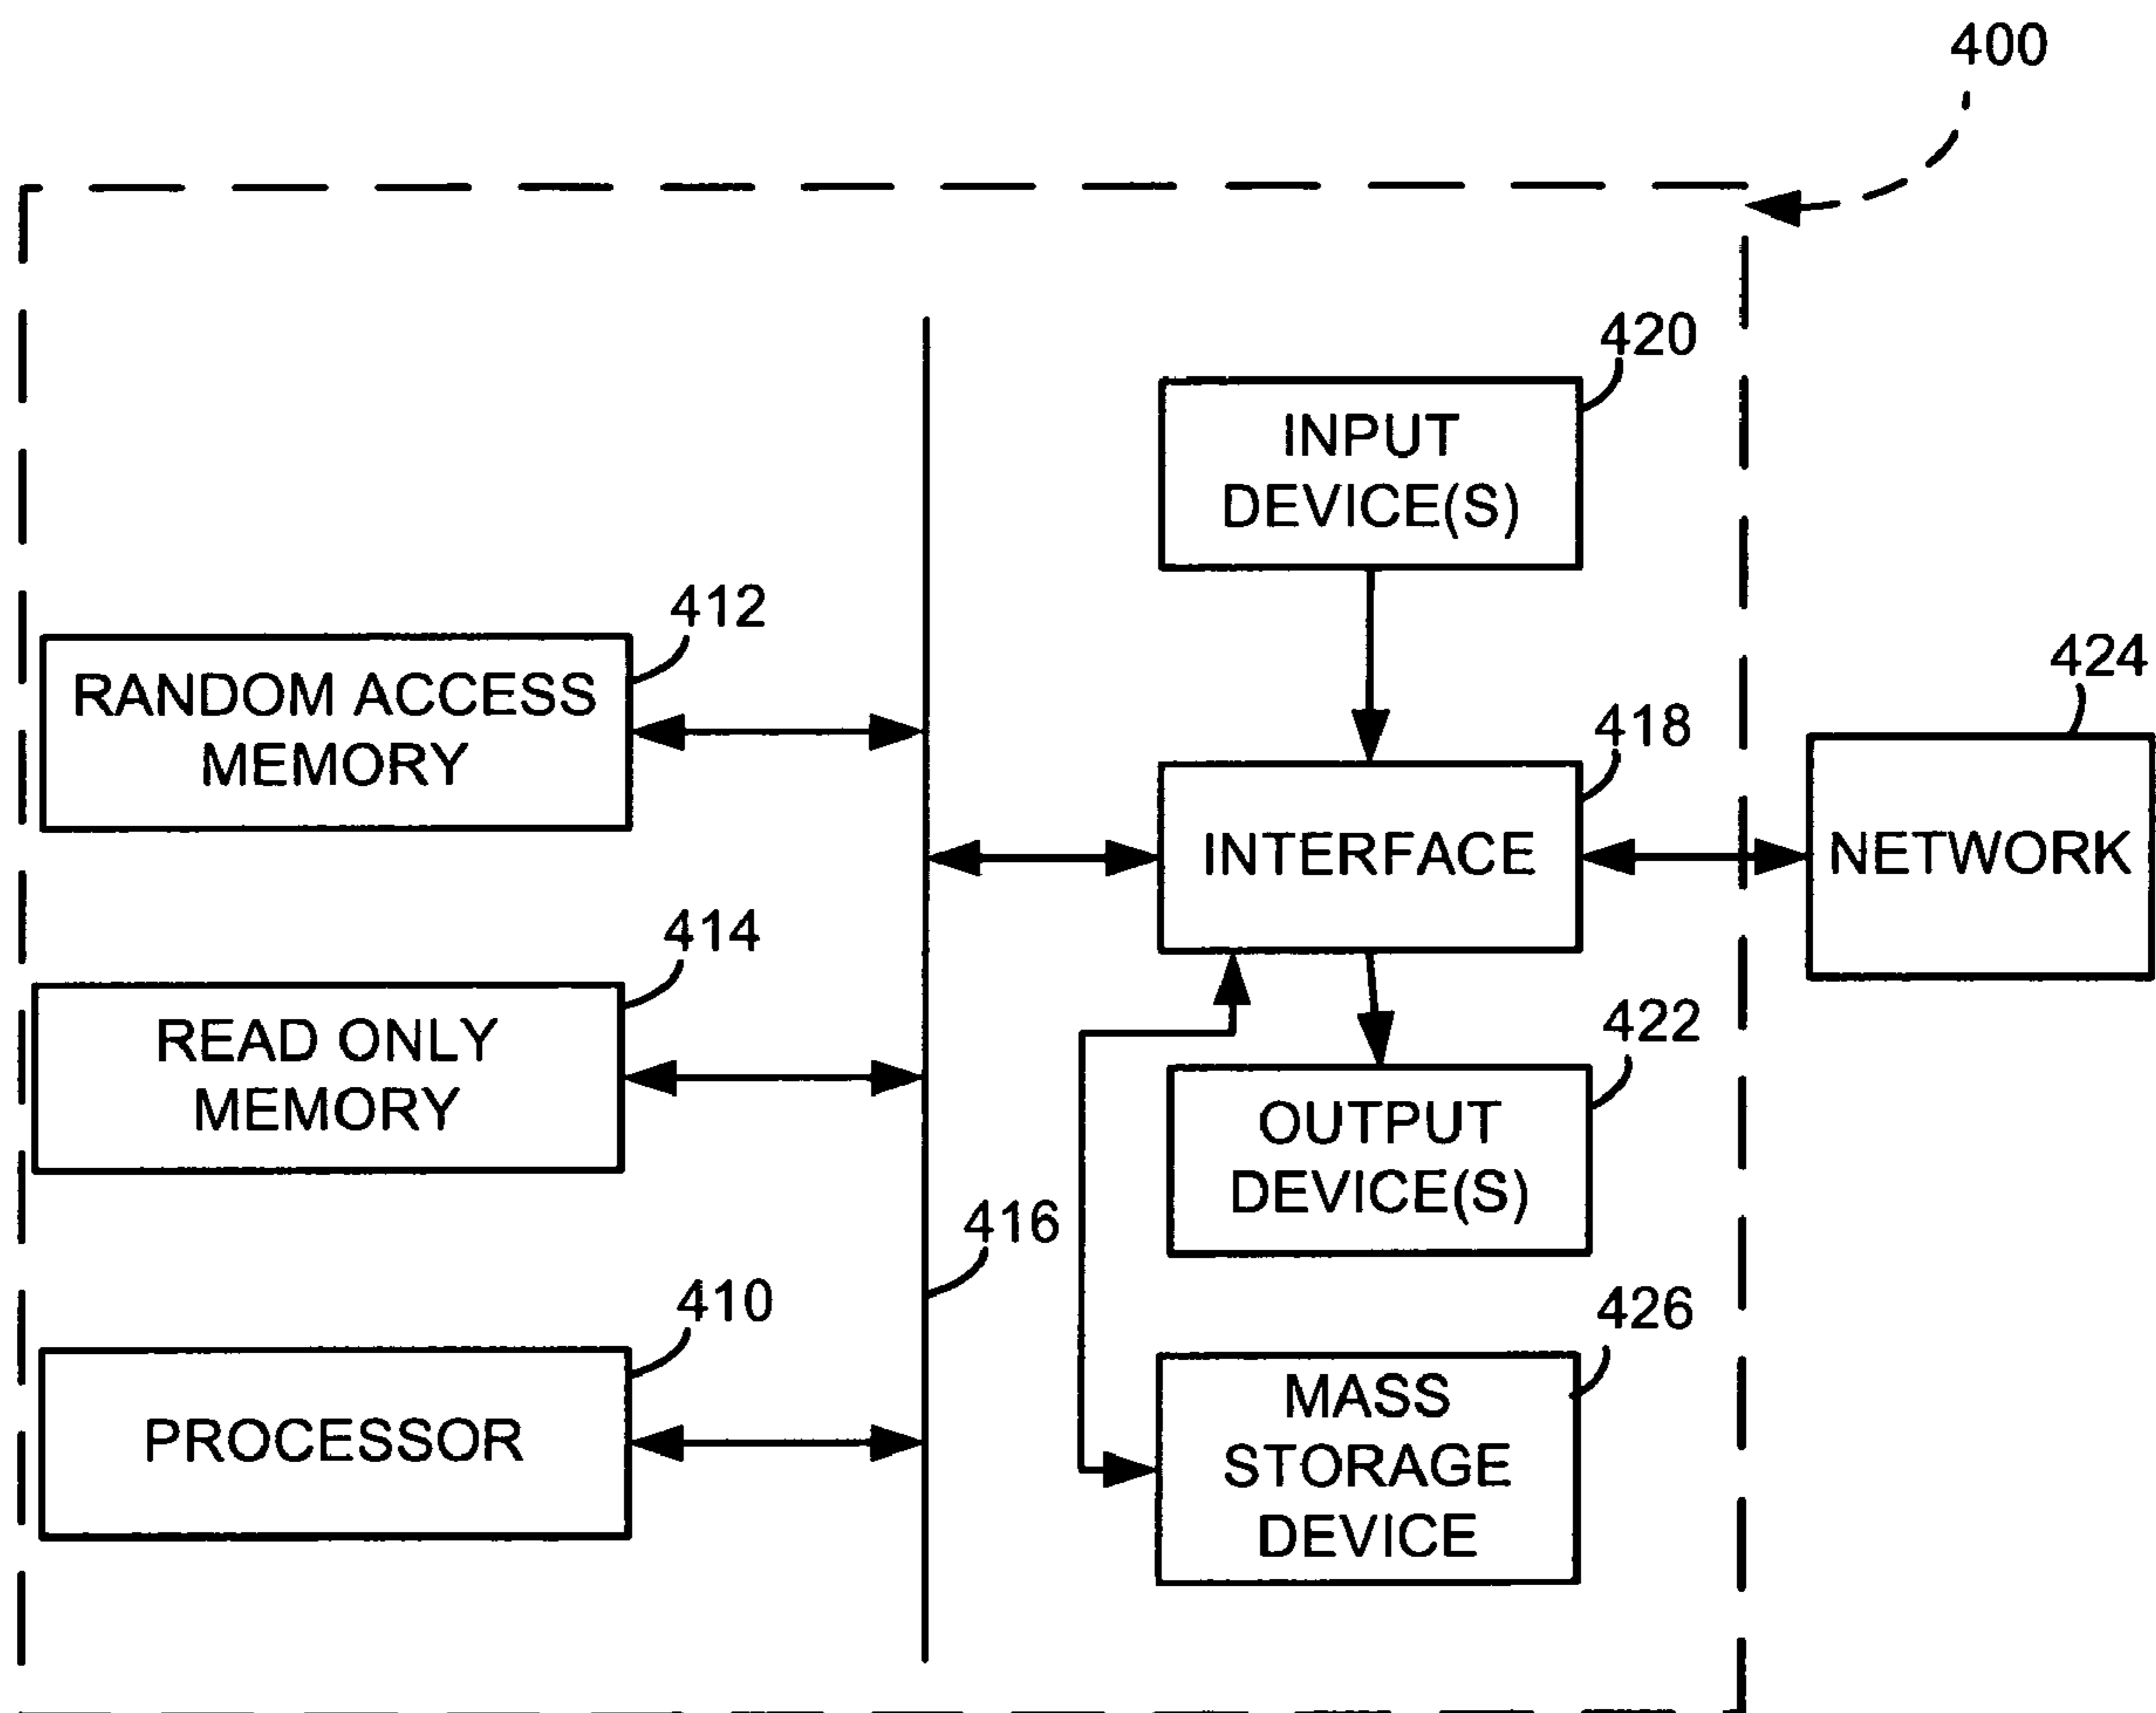 400
420
INPUT
DEVICE(S)
412
RANDOM ACCESS
MEMORY
424
418
INTERFACE
NETWORK
414
READ ONLY
MEMORY
422
OUTPUT
DEVICE(S)
416
410
PROCESSOR
426
MASS
STORAGE
DEVICE